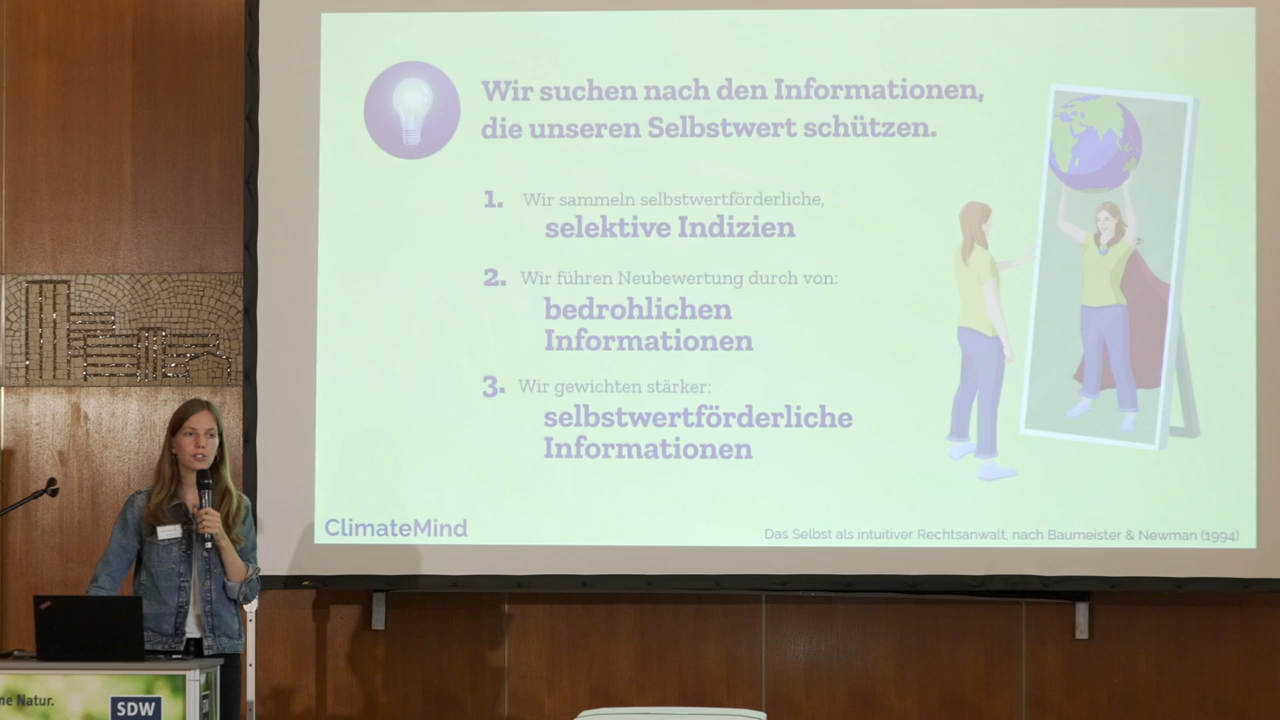 Wir suchen nach den Informationen,
die unseren Selbstwert schützen.
1. Wir sammeln selbstwertförderliche,
selektive Indizien
2. Wir führen Neubewertung durch von:
bedrohlichen
Informationen
3. Wir gewichten stärker:
selbstwertförderliche
Informationen
ClimateMind
Das Selbst als intuitiver Rechtsanwalt, nach Baumeister & Newman (1994)
ne Natur.
SDW